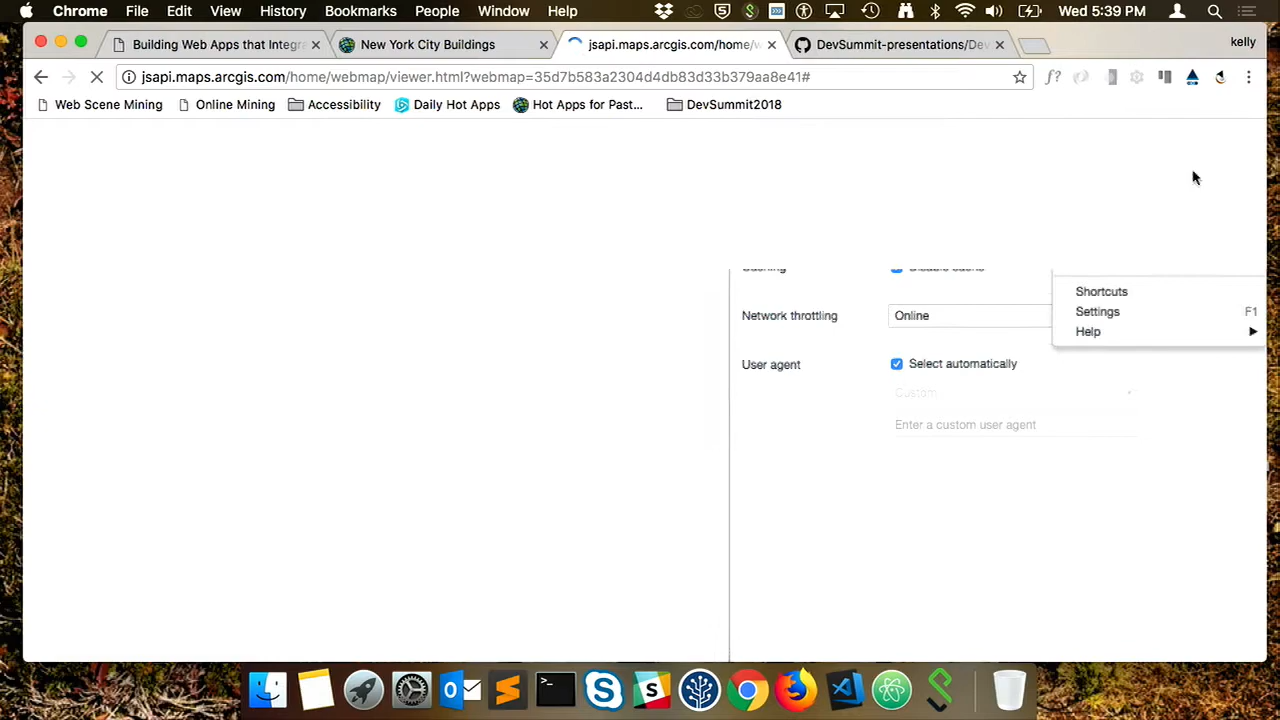 Chrome File Edit View History Bookmarks People Window Help Wed 5:39 PM
Building Web Apps that Integra
New York City Buildings
jsapi.maps.arcgis.com/home/w
DevSummit-presentations/Dev
kelly
jsapi.maps.arcgis.com/home/webmap/viewer.html?webmap=35d7b583a2304d4db83d33b379aa8e41#
Web Scene Mining Online Mining Accessibility Daily Hot Apps Hot Apps for Past... DevSummit2018
Shortcuts
Settings F1
Help
Network throttling Online
User agent Select automatically
Custom
Enter a custom user agent